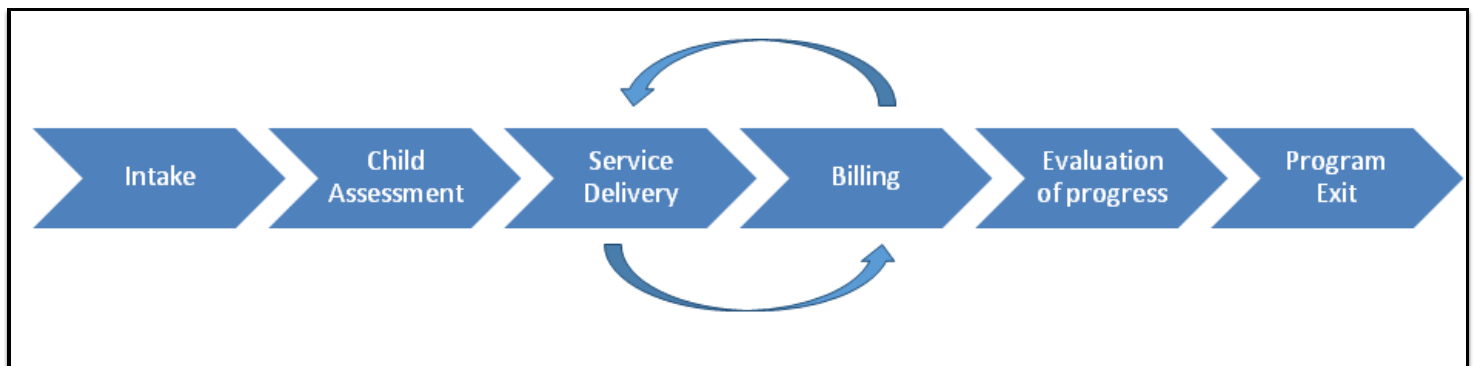 Intake
Child
Assessment
Service
Delivery
Billing
Evaluation
of progress
Program
Exit